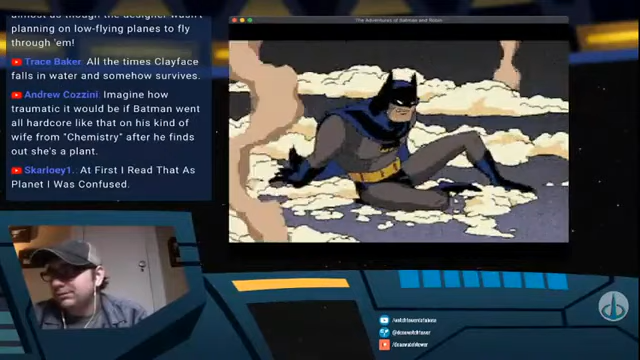 almost as though the designer wasn't
planning on low-flying planes to fly
through 'em!
Trace Baker All the times Clayface
falls in water and somehow survives.
Andrew Cozzini Imagine how
traumatic it would be if Batman went
all hardcore like that on his kind of
wife from "Chemistry" after he finds
out she's a plant.
Skarloey1. At First I Read That As
Planet I Was Confused.
The Adventures of Batman and Robin